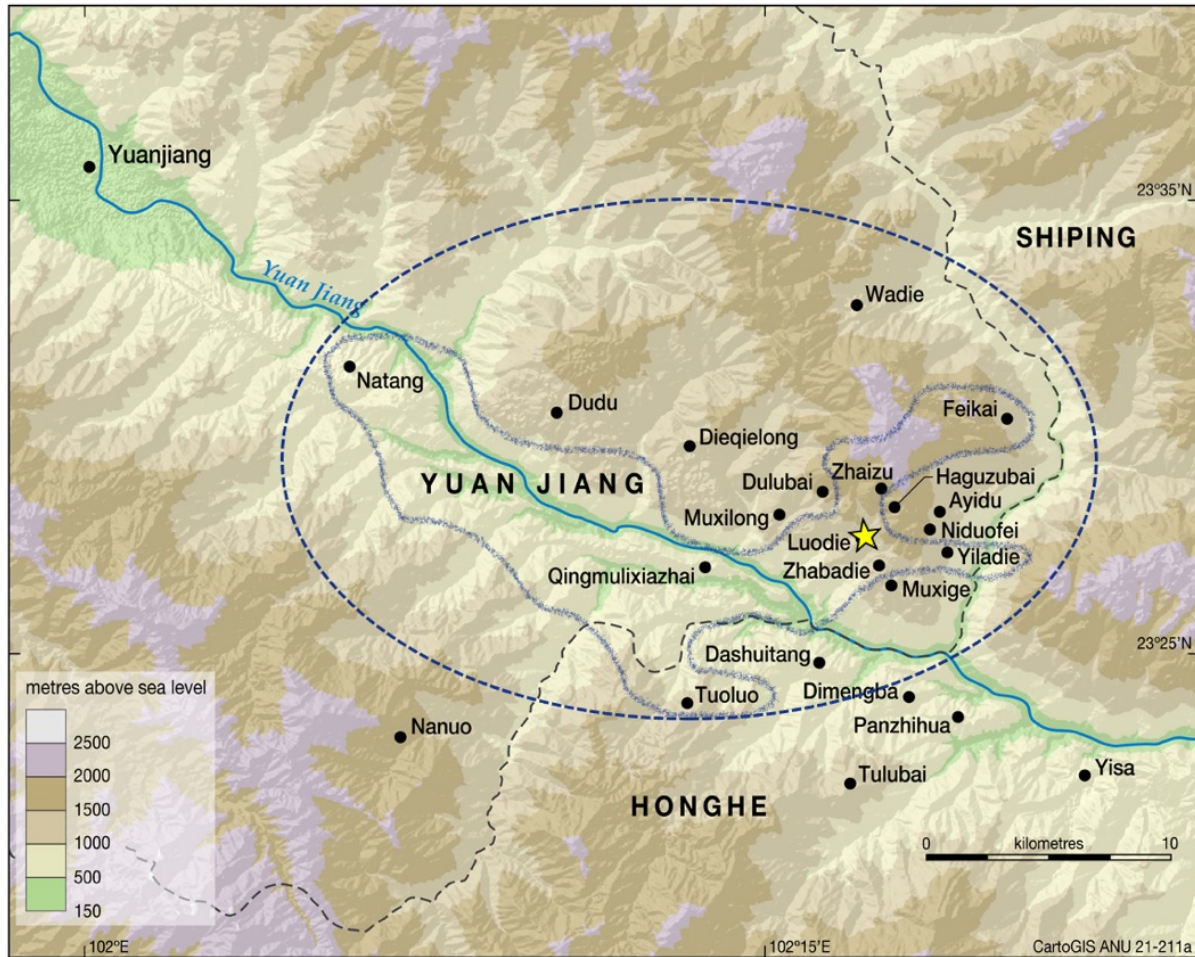 Yuanjiang
23°35'N
SHIPING
Yuan Jiang
Wadie
Natang
Dudu
Feikai
Dieqielong
Zhaizu
Haguzubai
YUAN JIANG
Dulubai
Ayidu
Muxilong
Niduofei
Luodie
Yiladie
Qingmulixiazhai
Zhabadie
Muxige
23°25'N
Dashuitang
metres above sea level
Tuoluo
Dimengba
Panzhihua
Nanuo
2500
2000
1500
1000
500
150
Tulubai
Yisa
HONGHE
0 kilometres 10
102°E
102°15'E
CartoGIS ANU 21-211a